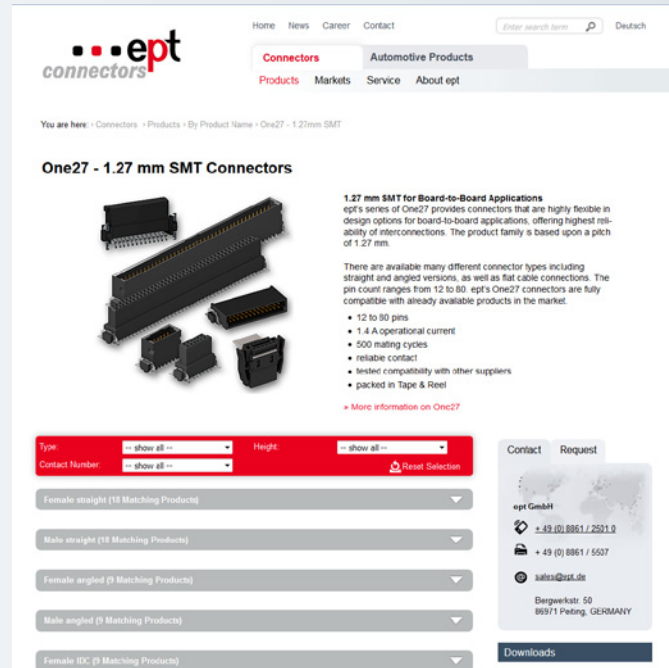 Home News Career Contact
Enter search term
Deutsch
ept
connectors
Connectors Automotive Products
Products Markets Service About ept
You are here: › Connectors › Products › By Product Name › One27 - 1.27mm SMT
One27 - 1.27 mm SMT Connectors
1.27 mm SMT for Board-to-Board Applications
ept's series of One27 provides connectors that are highly flexible in
design options for board-to-board applications, offering highest reli-
ability of interconnections. The product family is based upon a pitch
of 1.27 mm.
There are available many different connector types including
straight and angled versions, as well as flat cable connections. The
pin count ranges from 12 to 80. ept's One27 connectors are fully
compatible with already available products in the market.
• 12 to 80 pins
• 1.4 A operational current
• 500 mating cycles
• reliable contact
• tested compatibility with other suppliers
• packed in Tape & Reel
» More information on One27
Type: -- show all -- Height: -- show all --
Contact Number: -- show all -- Reset Selection
Female straight (18 Matching Products)
Male straight (18 Matching Products)
Female angled (9 Matching Products)
Male angled (9 Matching Products)
Female IDC (9 Matching Products)
Contact Request
ept GmbH
+ 49 (0) 8861 / 2501 0
+ 49 (0) 8861 / 5507
sales@ept.de
Bergwerkstr. 50
86971 Peiting, GERMANY
Downloads